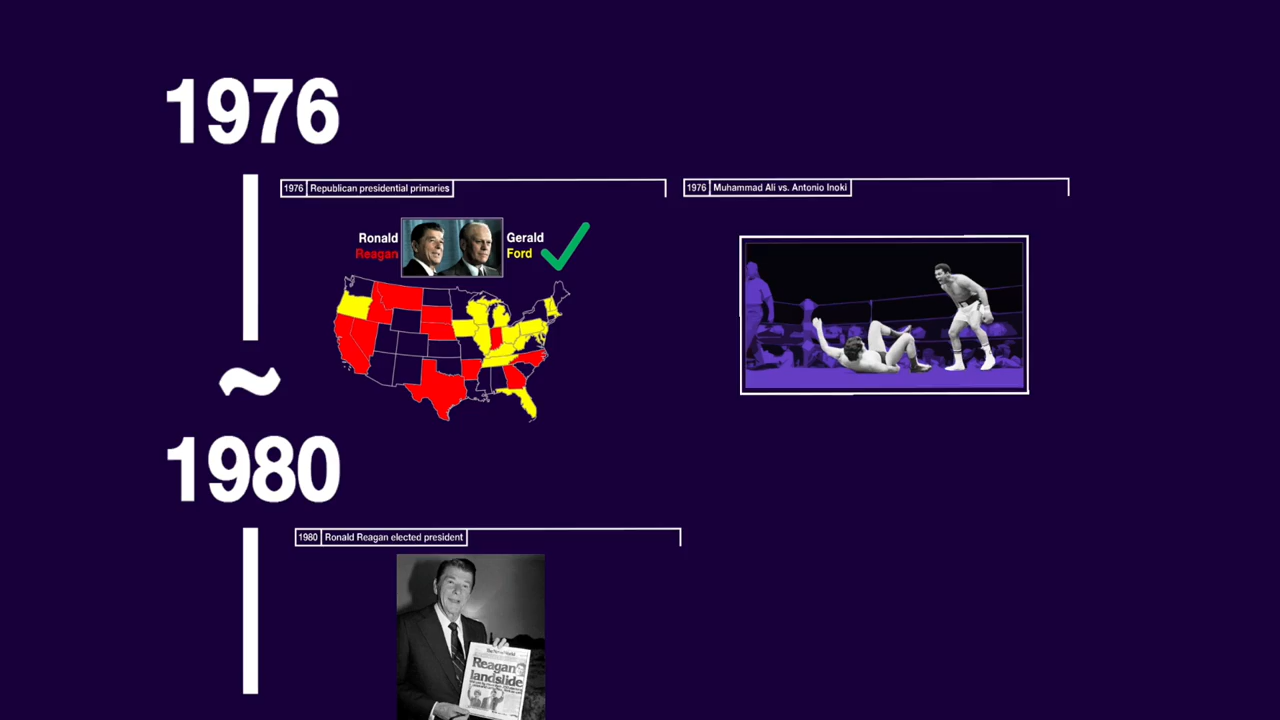 1976
1976 Republican presidential primaries
1976 Muhammad Ali vs. Antonio Inoki
Ronald
Reagan
Gerald
Ford
~
1980
1980 Ronald Reagan elected president
Reagan
landslide